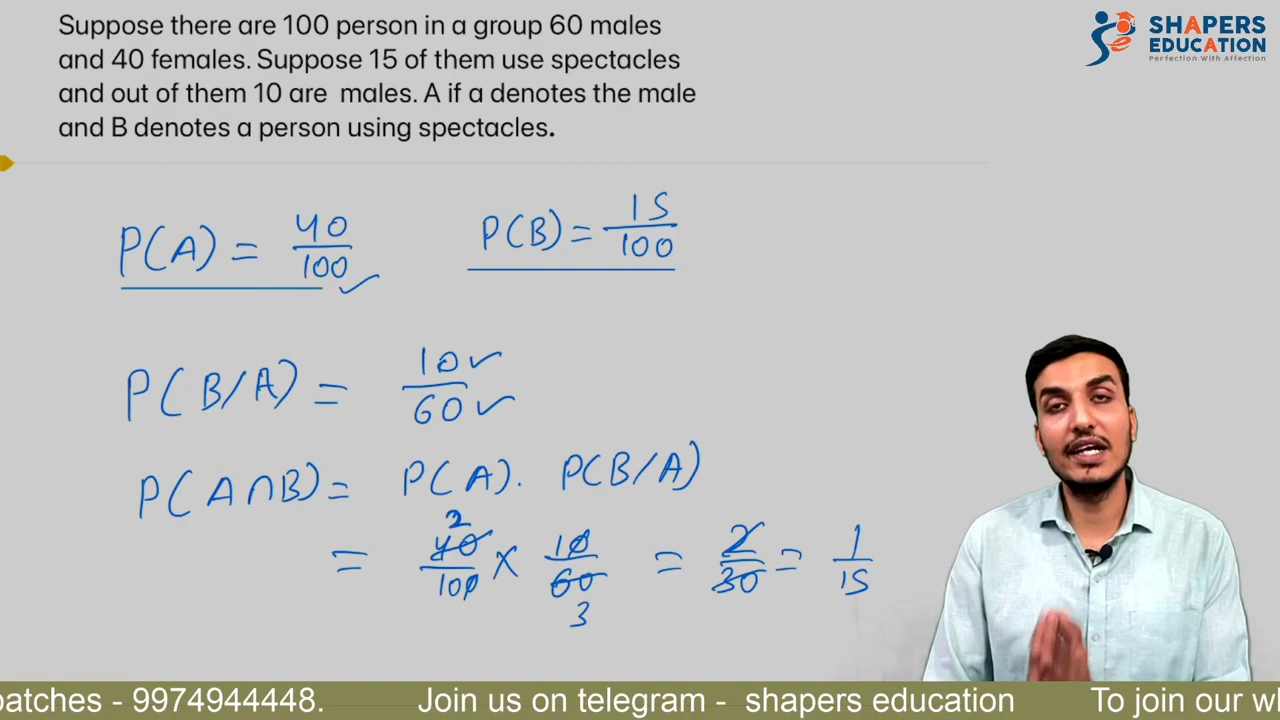 Suppose there are 100 person in a group 60 males
and 40 females. Suppose 15 of them use spectacles
and out of them 10 are males. A if a denotes the male
and B denotes a person using spectacles.
SHAPERS
EDUCATION
Perfection With Affection
P(A) = 40/100
P(B) = 15/100
P(B/A) = 10/60
P(A∩B) = P(A). P(B/A)
= 40/100 2 × 10/60 3 = 2/30 = 1/15
patches - 9974944448. Join us on telegram - shapers education To join our w